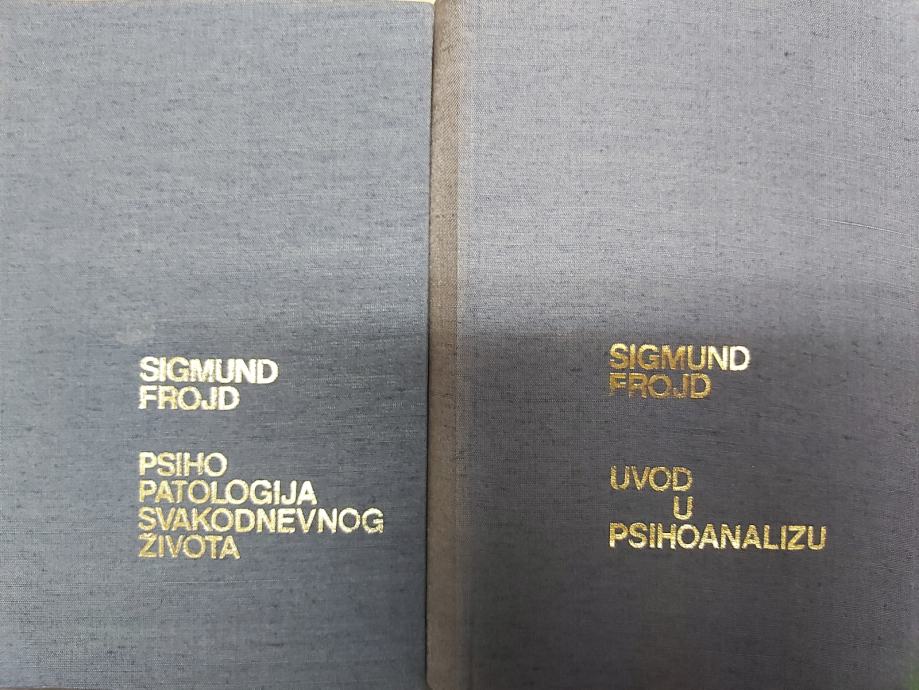 SIGMUND
FROJD
PSIHO
PATOLOGIJA
SVAKODNEVNOG
ŽIVOTA
SIGMUND
FROJD
UVOD
U
PSIHOANALIZU